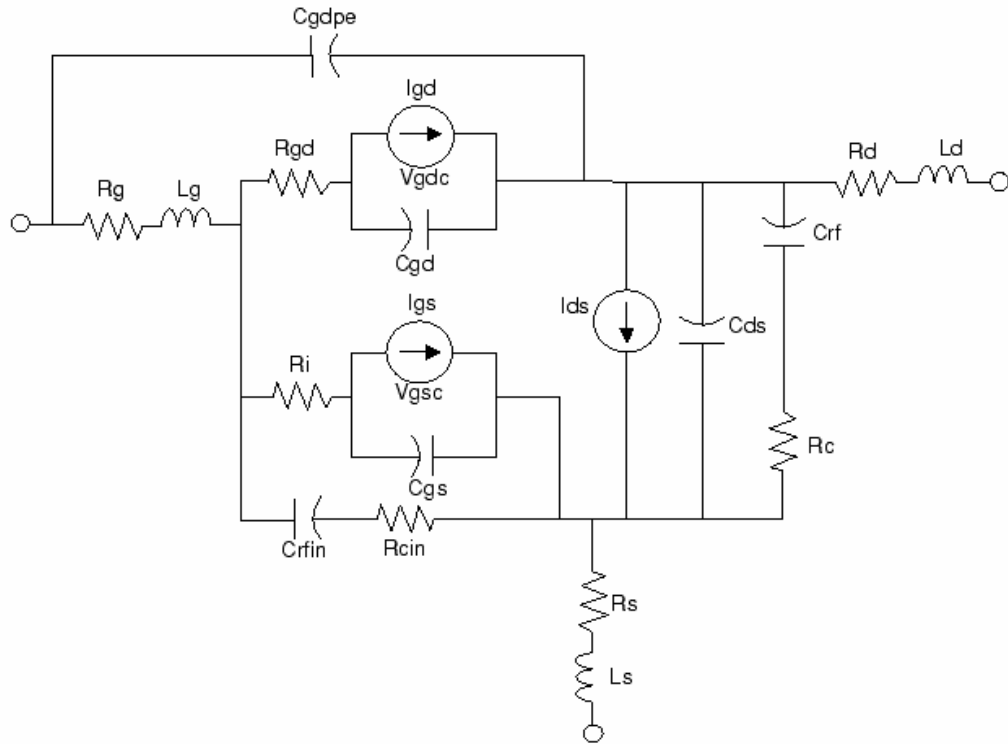 Cgdpe
Igd
Rgd
Vgdc
Cgd
Rg
Lg
Rd
Ld
Crf
Igs
Ids
Cds
Ri
Vgsc
Cgs
Rc
Crfin
Rcin
Rs
Ls